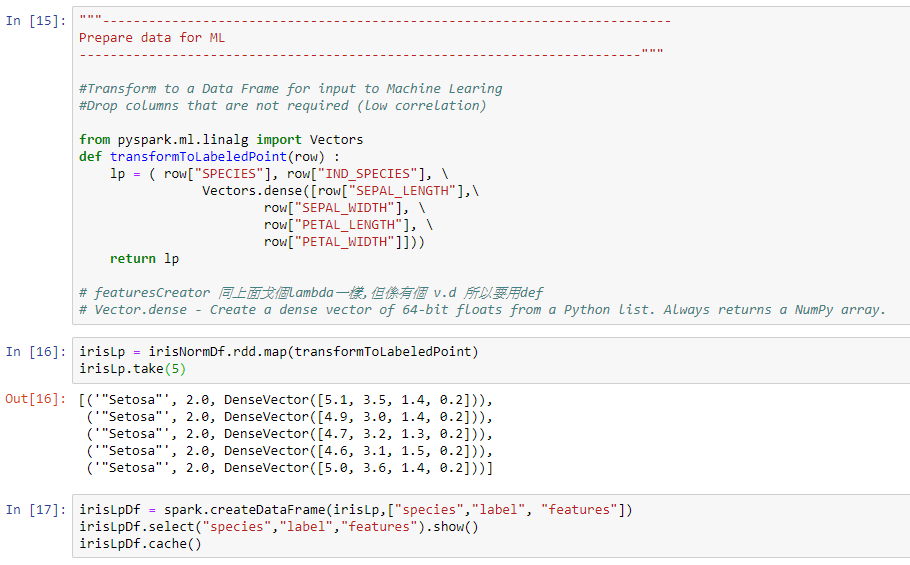 In [15]:
"""--------------------------------------------------------------------------
Prepare data for ML
-------------------------------------------------------------------------"""
#Transform to a Data Frame for input to Machine Learing
#Drop columns that are not required (low correlation)
from pyspark.ml.linalg import Vectors
def transformToLabeledPoint(row) :
    lp = ( row["SPECIES"], row["IND_SPECIES"], \
                Vectors.dense([row["SEPAL_LENGTH"],\
                        row["SEPAL_WIDTH"], \
                        row["PETAL_LENGTH"], \
                        row["PETAL_WIDTH"]]))
    return lp
# featuresCreator 同上面戈個lambda一樣,但係有個 v.d 所以要用def
# Vector.dense - Create a dense vector of 64-bit floats from a Python list. Always returns a NumPy array.
In [16]:
irisLp = irisNormDf.rdd.map(transformToLabeledPoint)
irisLp.take(5)
Out[16]:
[('"Setosa"', 2.0, DenseVector([5.1, 3.5, 1.4, 0.2])),
 ('"Setosa"', 2.0, DenseVector([4.9, 3.0, 1.4, 0.2])),
 ('"Setosa"', 2.0, DenseVector([4.7, 3.2, 1.3, 0.2])),
 ('"Setosa"', 2.0, DenseVector([4.6, 3.1, 1.5, 0.2])),
 ('"Setosa"', 2.0, DenseVector([5.0, 3.6, 1.4, 0.2]))]
In [17]:
irisLpDf = spark.createDataFrame(irisLp,["species","label", "features"])
irisLpDf.select("species","label","features").show()
irisLpDf.cache()